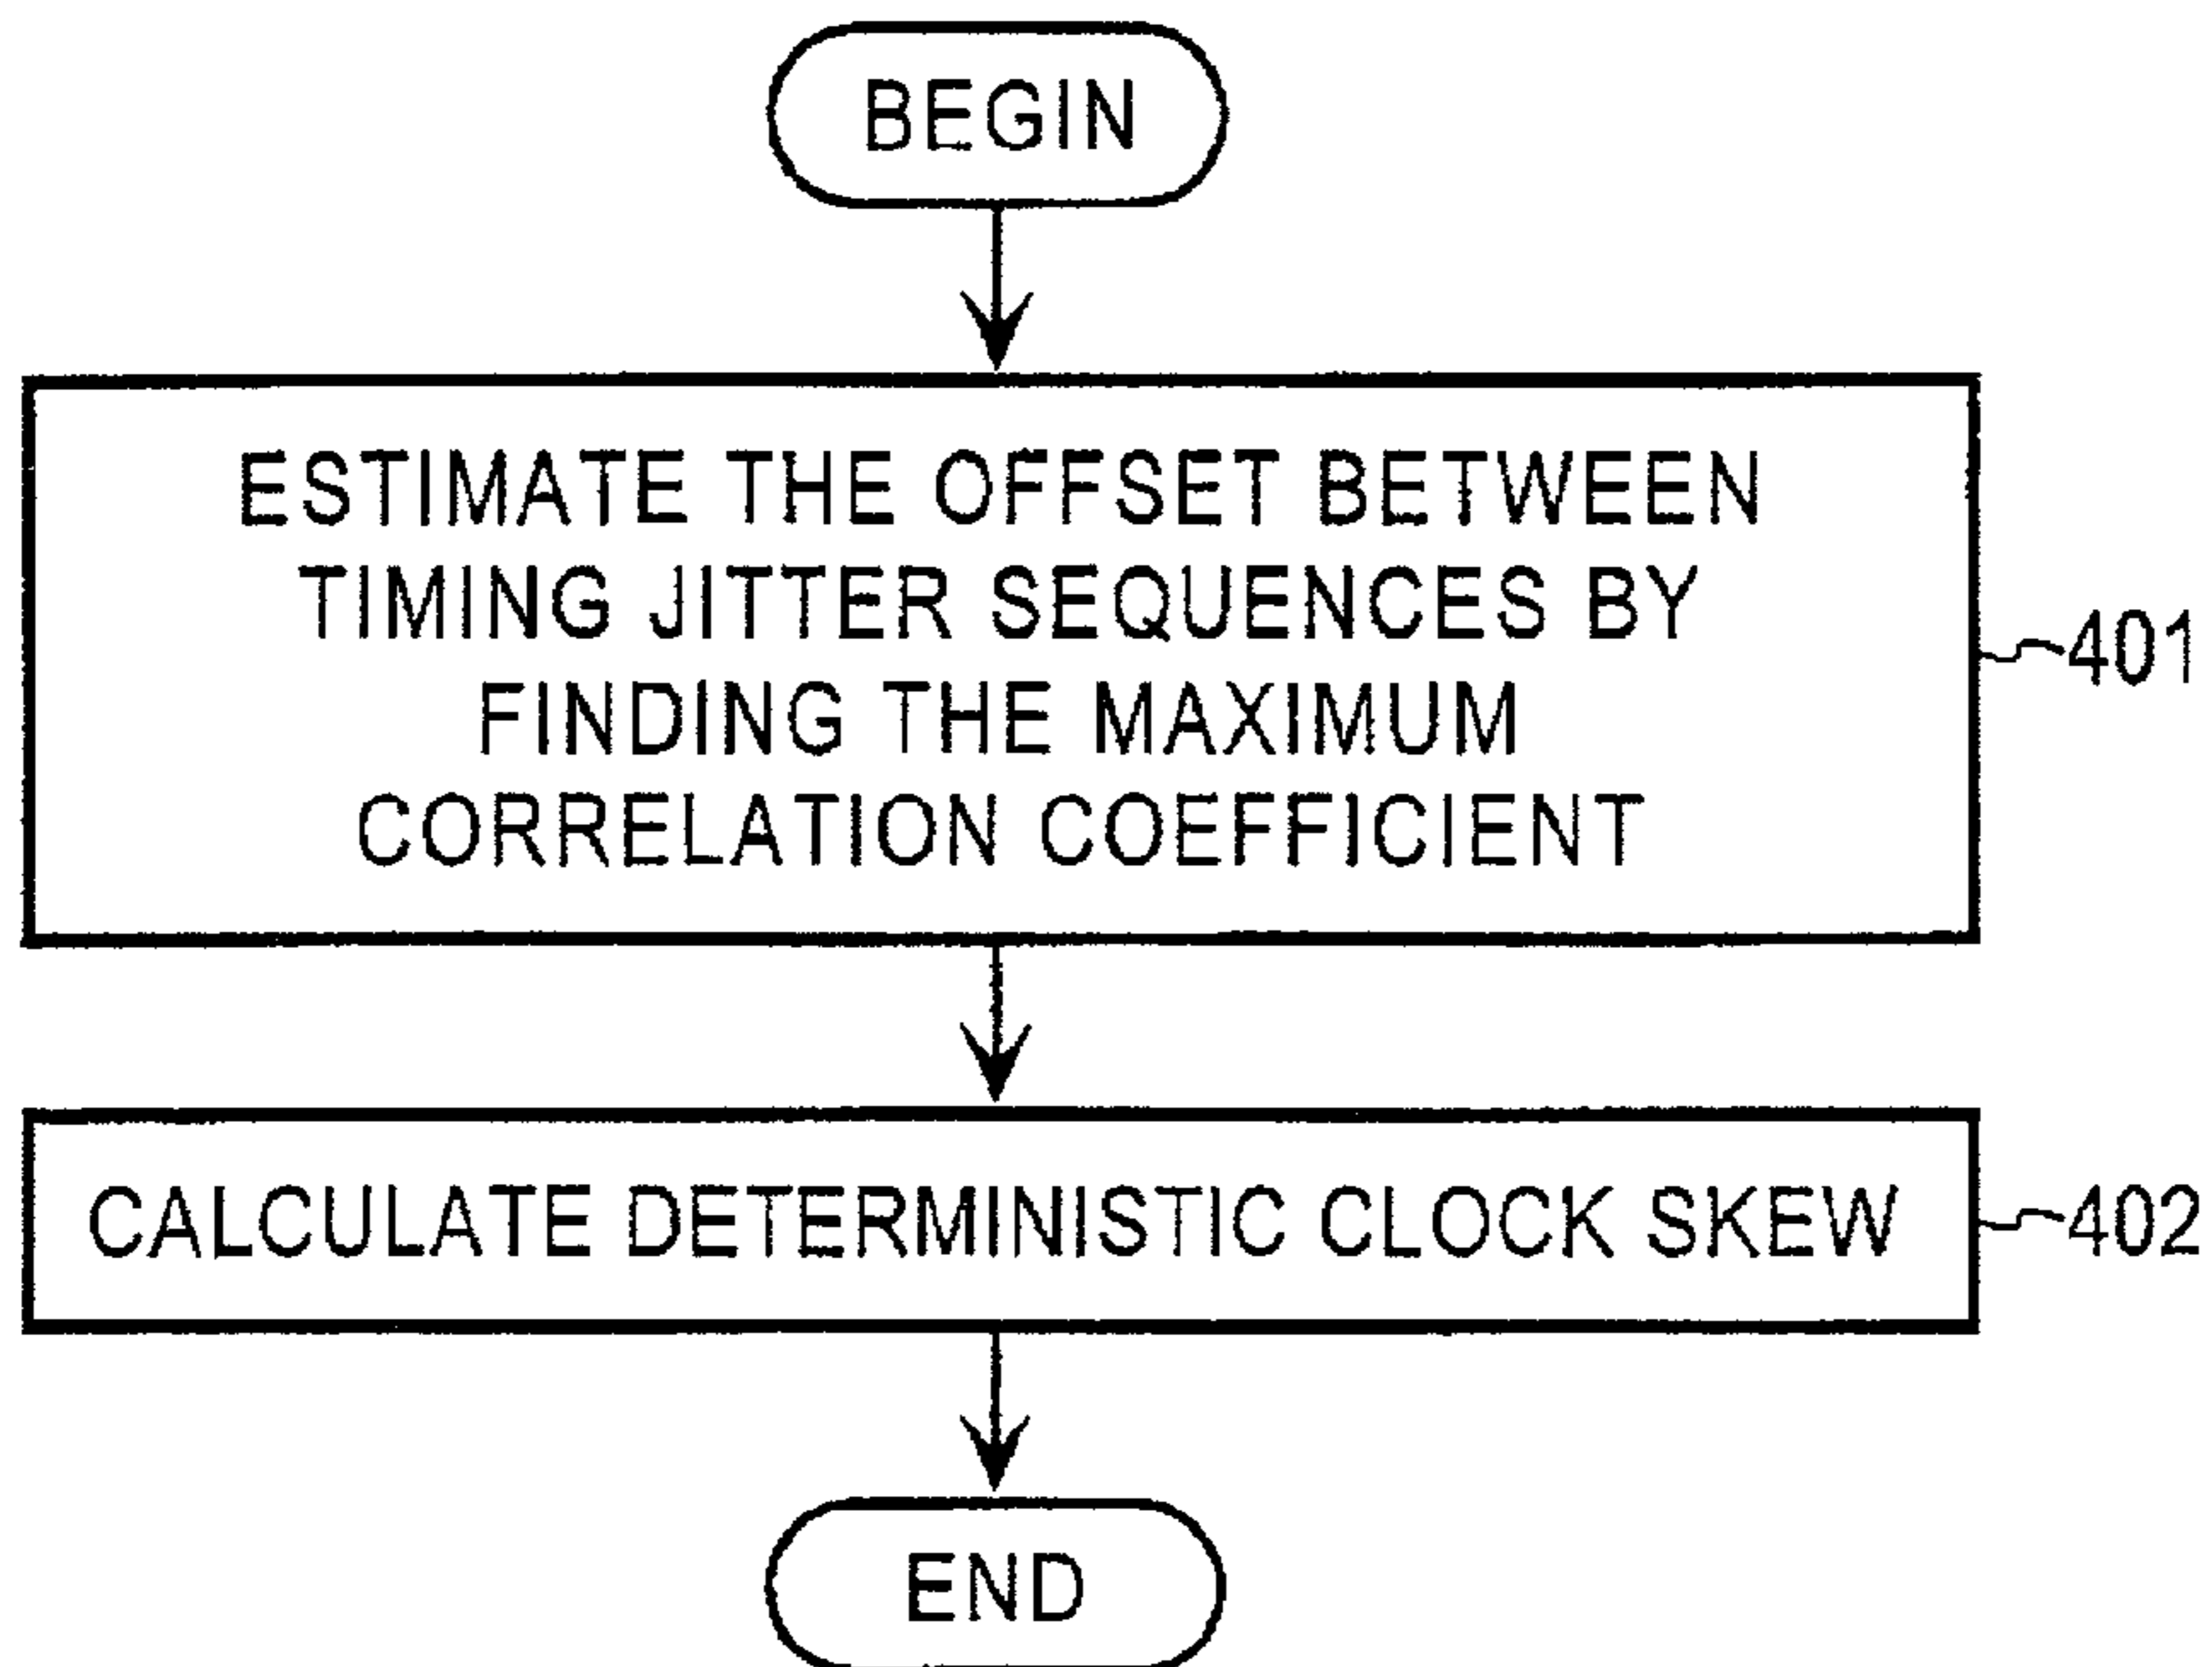 BEGIN
ESTIMATE THE OFFSET BETWEEN
TIMING JITTER SEQUENCES BY
FINDING THE MAXIMUM
CORRELATION COEFFICIENT
401
CALCULATE DETERMINISTIC CLOCK SKEW
402
END